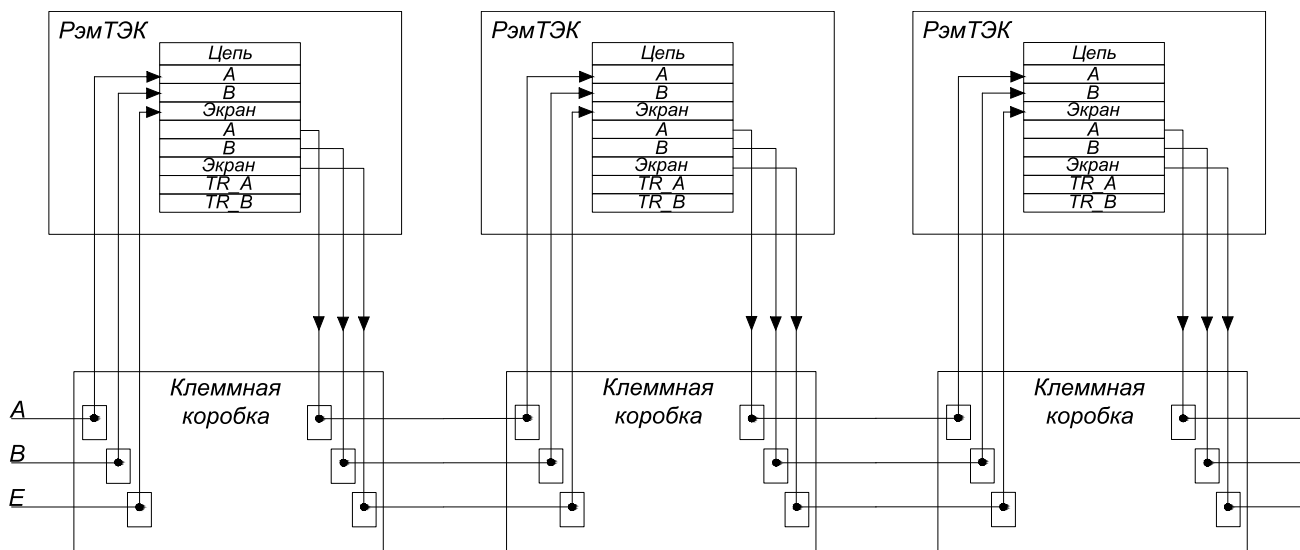 РэмТЭК
Цепь
A
B
Экран
A
B
Экран
TR_A
TR_B
РэмТЭК
Цепь
A
B
Экран
A
B
Экран
TR_A
TR_B
РэмТЭК
Цепь
A
B
Экран
A
B
Экран
TR_A
TR_B
A
B
E
Клеммная
коробка
Клеммная
коробка
Клеммная
коробка